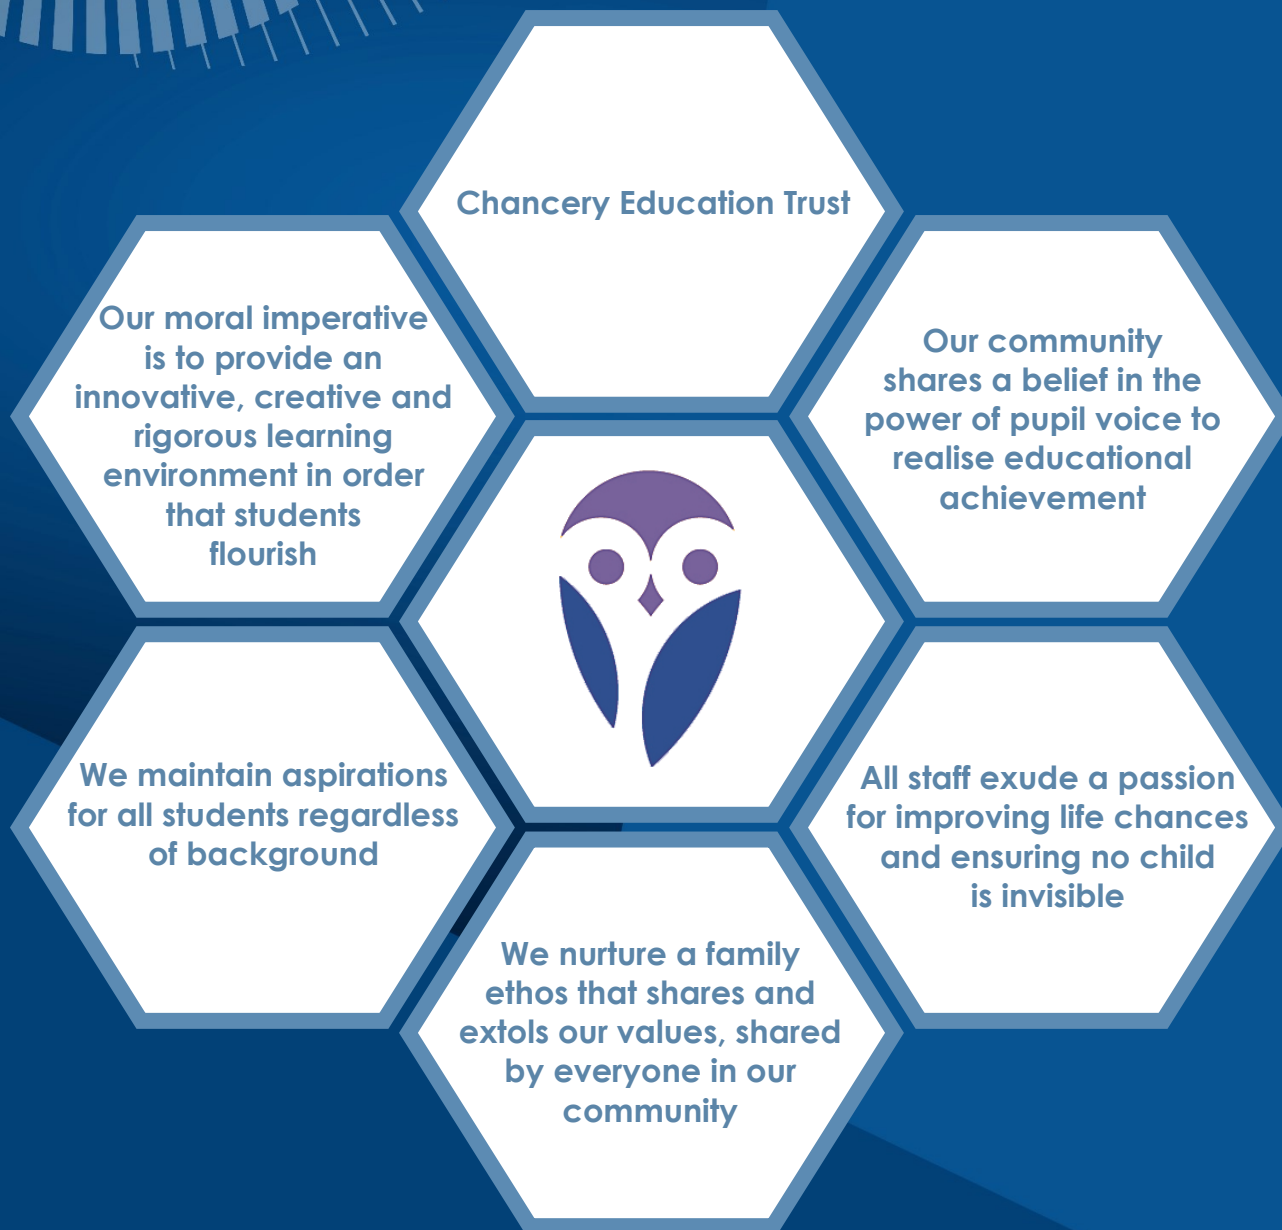 Chancery Education Trust
Our moral imperative
is to provide an
innovative, creative and
rigorous learning
environment in order
that students
flourish
Our community
shares a belief in the
power of pupil voice to
realise educational
achievement
We maintain aspirations
for all students regardless
of background
All staff exude a passion
for improving life chances
and ensuring no child
is invisible
We nurture a family
ethos that shares and
extols our values, shared
by everyone in our
community